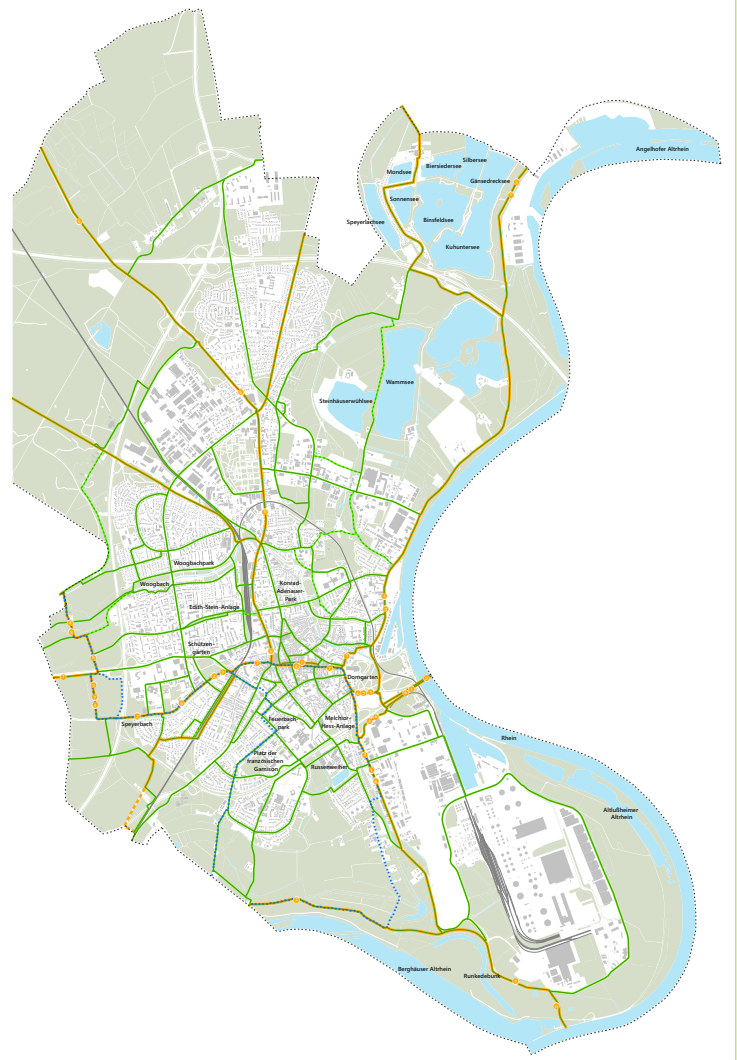 Angelhofer Altrhein
Silbersee
Biersiedersee
Mondsee
Gänsedrecksee
Sonnensee
Speyerlachsee
Binsfeldsee
Kuhuntersee
Wammsee
Steinhäuserwühlsee
Woogbachpark
Woogbach
Konrad-
Adenauer-
Park
Edith-Stein-Anlage
Schützen-
garten
Domgarten
Speyerbach
Feuerbach-
park
Melchior-
Hess-Anlage
Rhein
Platz der
französischen
Garnison
Russenweiher
Altlußheimer
Altrhein
Berghäuser Altrhein
Runkedebunk